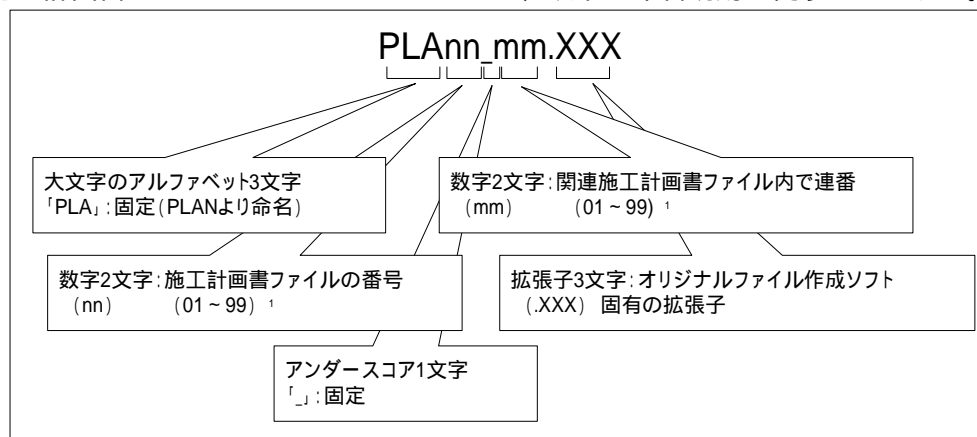 PLAnn_mm.XXX
大文字のアルファベット3文字
「PLA」:固定(PLANより命名)
数字2文字:関連施工計画書ファイル内で連番
(mm) (01~99) 1
数字2文字:施工計画書ファイルの番号
(nn) (01~99) 1
拡張子3文字:オリジナルファイル作成ソフト
(.XXX) 固有の拡張子
アンダースコア1文字
「_」:固定